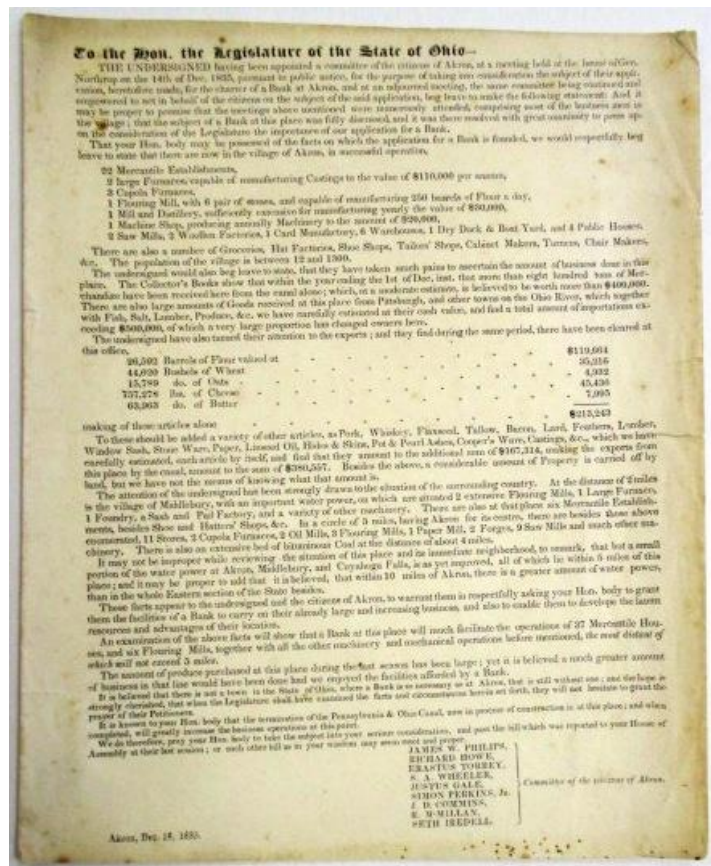 To the Hon. the Legislature of the State of Ohio—
THE UNDERSIGNED having been appointed a committee of the citizens of Akron, at a meeting held at the house of Gen.
Northrop on the 14th of Dec. 1835, pursuant to public notice, for the purpose of taking into consideration the subject of their appli-
cation, heretofore made, for the charter of a Bank at Akron, and at an adjourned meeting, the same committee being continued and
empowered to act in behalf of the citizens on the subject of the said application, beg leave to make the following statement: And it
may be proper to premise that the meetings above mentioned were numerously attended, comprising most of the business men in
the village; that the subject of a Bank at this place was fully discussed, and it was there resolved with great unanimity to press up-
on the consideration of the Legislature the importance of our application for a Bank.
That your Hon. body may be possessed of the facts on which the application for a Bank is founded, we would respectfully beg
leave to state that there are now in the village of Akron, in successful operation,
22 Mercantile Establishments,
2 large Furnaces, capable of manufacturing Castings to the value of $110,000 per annum,
3 Cupola Furnaces,
1 Flouring Mill, with 6 pair of stones, and capable of manufacturing 250 barrels of Flour a day,
1 Mill and Distillery, sufficiently extensive for manufacturing yearly the value of $50,000,
1 Machine Shop, producing annually Machinery to the amount of $20,000,
2 Saw Mills, 2 Woollen Factories, 1 Card Manufactory, 6 Warehouses, 1 Dry Dock & Boat Yard, and 4 Public Houses.
There are also a number of Groceries, Hat Factories, Shoe Shops, Tailors' Shops, Cabinet Makers, Turners, Chair Makers,
&c. The population of the village is between 12 and 1300.
The undersigned would also beg leave to state, that they have taken much pains to ascertain the amount of business done in this
place. The Collector's Books show that within the year ending the 1st of Dec. inst. that more than eight hundred tons of Mer-
chandize have been received here from the canal alone; which, at a moderate estimate, is believed to be worth more than $400,000.
There are also large amounts of Goods received at this place from Pittsburgh, and other towns on the Ohio River, which together
with Fish, Salt, Lumber, Produce, &c. we have carefully estimated at their cash value, and find a total amount of importations ex-
ceeding $500,000, of which a very large proportion has changed owners here.
The undersigned have also turned their attention to the exports; and they find during the same period, there have been cleared at
this office,
26,592 Barrels of Flour valued at - - - - $119,664
44,020 Bushels of Wheat - - - - 35,216
15,789 do. of Oats - - - - 4,932
757,278 lbs. of Cheese - - - - 45,436
63,963 do. of Butter - - - - 7,995
making of these articles alone - - - - $213,243
To these should be added a variety of other articles, as Pork, Whiskey, Flaxseed, Tallow, Bacon, Lard, Feathers, Lumber,
Window Sash, Stone Ware, Paper, Linseed Oil, Hides & Skins, Pot & Pearl Ashes, Cooper's Ware, Castings, &c., which we have
carefully estimated, each article by itself, and find that they amount to the additional sum of $167,314, making the exports from
this place by the canal, amount to the sum of $380,557. Besides the above, a considerable amount of Property is carried off by
land, but we have not the means of knowing what that amount is.
The attention of the undersigned has been strongly drawn to the situation of the surrounding country. At the distance of 2 miles
is the village of Middlebury, with an important water power, on which are situated 2 extensive Flouring Mills, 1 Large Furnace,
1 Foundry, a Sash and Pail Factory, and a variety of other machinery. There are also at that place six Mercantile Establish-
ments, besides Shoe and Hatters' Shops, &c. In a circle of 5 miles, having Akron for its centre, there are besides those above
enumerated, 11 Stores, 2 Cupola Furnaces, 2 Oil Mills, 3 Flouring Mills, 1 Paper Mill, 2 Forges, 9 Saw Mills and much other ma-
chinery. There is also an extensive bed of bituminous Coal at the distance of about 4 miles.
It may not be improper while reviewing the situation of this place and its immediate neighborhood, to remark, that but a small
portion of the water power at Akron, Middlebury, and Cuyahoga Falls, is as yet improved, all of which lie within 5 miles of this
place; and it may be proper to add that it is believed, that within 10 miles of Akron, there is a greater amount of water power,
than in the whole Eastern section of the State besides.
These facts appear to the undersigned and the citizens of Akron, to warrant them in respectfully asking your Hon. body to grant
them the facilities of a Bank to carry on their already large and increasing business, and also to enable them to develope the latent
resources and advantages of their location.
An examination of the above facts will show that a Bank at this place will much facilitate the operations of 37 Mercantile Hou-
ses, and six Flouring Mills, together with all the other machinery and mechanical operations before mentioned, the most distant of
which will not exceed 5 miles.
The amount of produce purchased at this place during the last season has been large; yet it is believed a much greater amount
of business in that line would have been done had we enjoyed the facilities afforded by a Bank.
It is believed that there is not a town in the State of Ohio, where a Bank is so necessary as at Akron, that is still without one; and the hope is
strongly cherished, that when the Legislature shall have examined the facts and circumstances herein set forth, they will not hesitate to grant the
prayer of their Petitioners.
It is known to your Hon. body that the termination of the Pennsylvania & Ohio Canal, now in process of construction is at this place; and when
completed, will greatly increase the business operations at this point.
We do therefore, pray your Hon. body to take the subject into your serious consideration, and pass the bill which was reported to your House of
Assembly at their last session; or such other bill as in your wisdom may seem meet and proper.
JAMES W. PHILIPS,
RICHARD HOWE,
ERASTUS TORREY,
S. A. WHEELER,
JUSTUS GALE,
SIMON PERKINS, Jr.
J. D. COMMINS,
R. M'MILLAN,
SETH IREDELL.
Committee of the citizens of Akron.
Akron, Dec. 18, 1835.